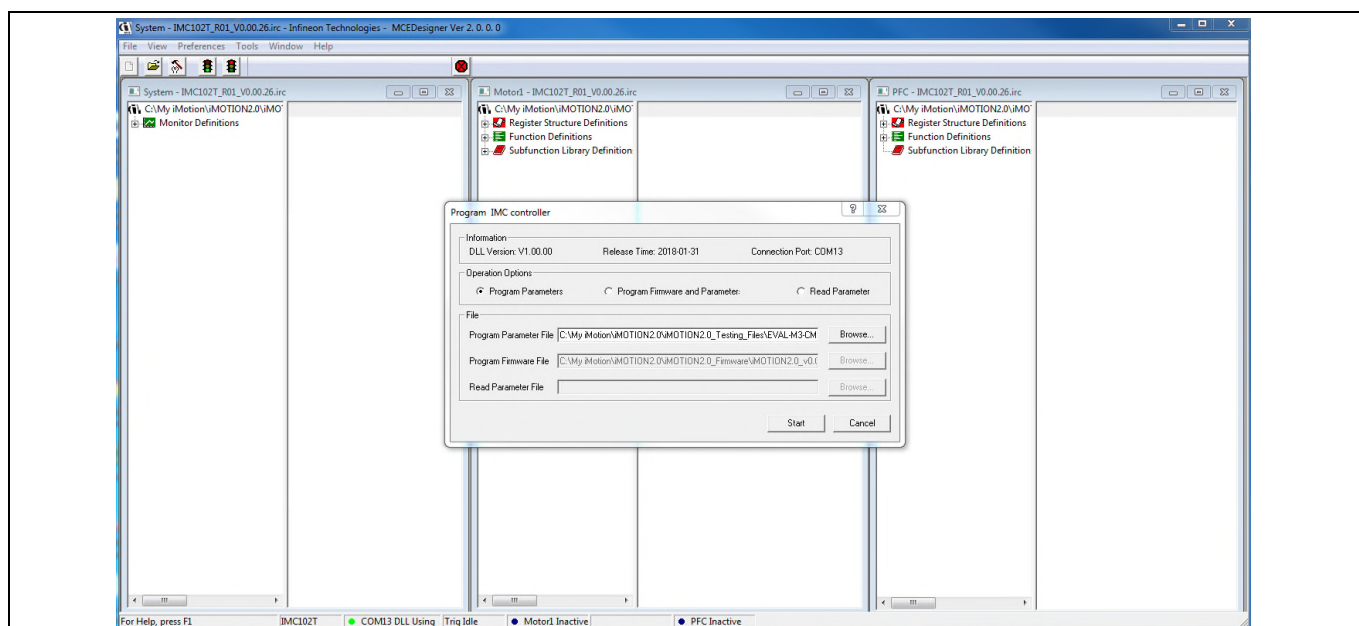 System - IMC102T_R01_V0.00.26.irc - Infineon Technologies - MCEDesigner Ver 2. 0. 0. 0
File View Preferences Tools Window Help
System - IMC102T_R01_V0.00.26.irc
C:\My iMotion\iMOTION2.0\iMO
Monitor Definitions
Motor1 - IMC102T_R01_V0.00.26.irc
C:\My iMotion\iMOTION2.0\iMO
Register Structure Definitions
Function Definitions
Subfunction Library Definition
PFC - IMC102T_R01_V0.00.26.irc
C:\My iMotion\iMOTION2.0\iMO
Register Structure Definitions
Function Definitions
Subfunction Library Definition
Program IMC controller
Information
DLL Version: V1.00.00 Release Time: 2018-01-31 Connection Port: COM13
Operation Options
Program Parameters Program Firmware and Parameter: Read Parameter
File
Program Parameter File C:\My iMotion\iMOTION2.0\iMOTION2.0_Testing_Files\EVAL-M3-CM Browse...
Program Firmware File C:\My iMotion\iMOTION2.0\iMOTION2.0_Firmware\iMOTION2.0_v0.( Browse...
Read Parameter File Browse...
Start Cancel
For Help, press F1 IMC102T COM13 DLL Using Trig Idle Motor1 Inactive PFC Inactive